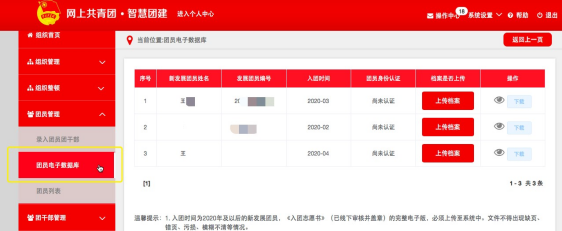 网上共青团·智慧团建 进入个人中心
操作中心 18 系统设置 帮助 退出
组织首页
当前位置:团员电子数据库
返回上一页
组织管理
组织整顿
团员管理
录入团员团干部
团员电子数据库
团员列表
团干部管理
序号 新发展团员姓名 发展团员编号 入团时间 团员身份认证 档案是否上传 操作
1 王 2( 2020-03 尚未认证 上传档案 下载
2 2020-02 尚未认证 上传档案 下载
3 王 2020-04 尚未认证 上传档案 下载
[1]
1-3 共3条
温馨提示：1、入团时间为2020年及以后的新发展团员，《入团志愿书》（已线下审核并盖章）的完整电子版，必须上传至系统中。文件不得出现缺页、
错页、污损、模糊不清等情况。